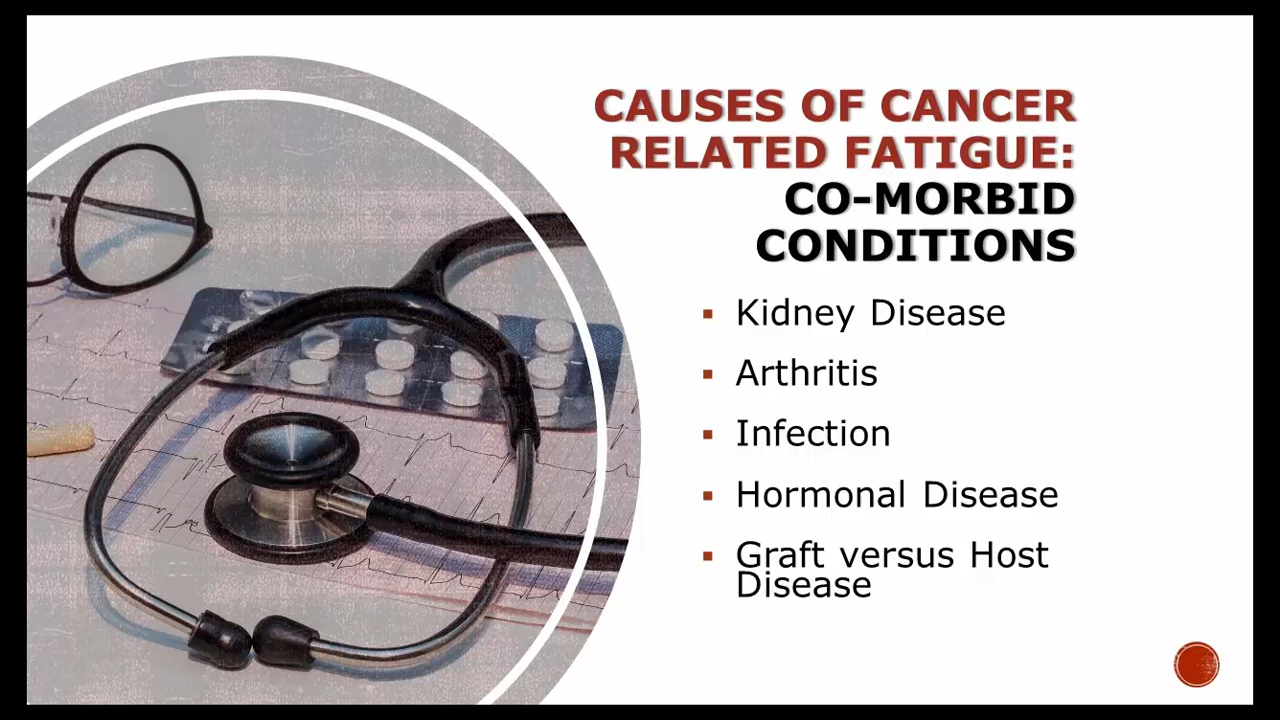 CAUSES OF CANCER
RELATED FATIGUE:
CO-MORBID
CONDITIONS
▪ Kidney Disease
▪ Arthritis
▪ Infection
▪ Hormonal Disease
▪ Graft versus Host
Disease